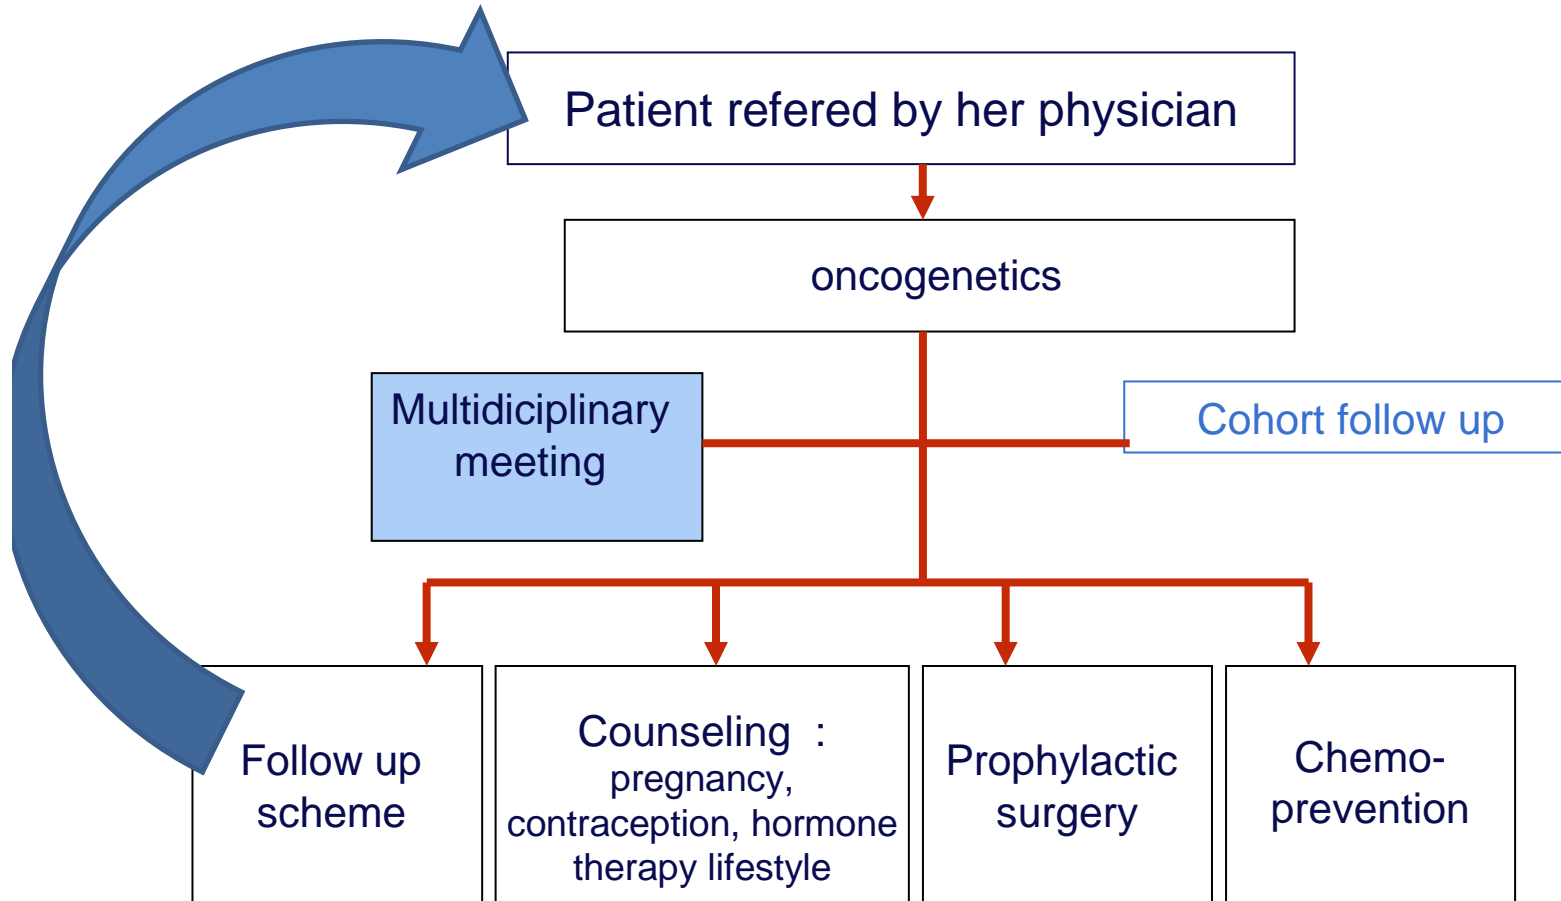 Patient refered by her physician
oncogenetics
Multidiciplinary
meeting
Cohort follow up
Follow up
scheme
Counseling :
pregnancy,
contraception, hormone
therapy lifestyle
Prophylactic
surgery
Chemo-
prevention